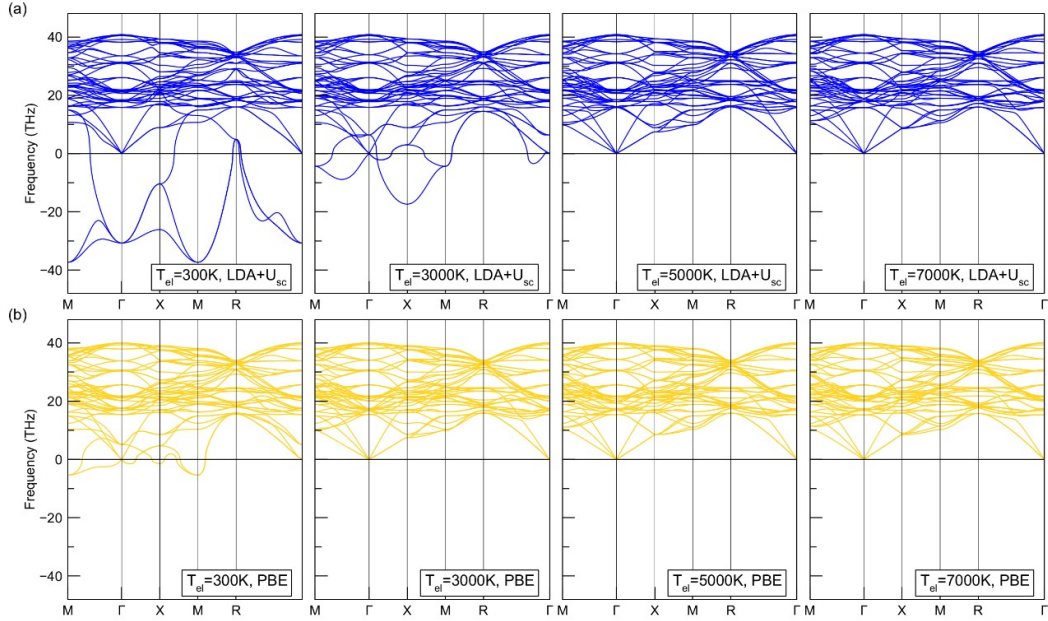 (a)
Frequency (THz)
40
20
0
−20
−40
T_el=300K, LDA+U_sc
T_el=3000K, LDA+U_sc
T_el=5000K, LDA+U_sc
T_el=7000K, LDA+U_sc
M Γ X M R M Γ X M R Γ M Γ X M R Γ M Γ X M R Γ
(b)
Frequency (THz)
40
20
0
−20
−40
T_el=300K, PBE
T_el=3000K, PBE
T_el=5000K, PBE
T_el=7000K, PBE
M Γ X M R M Γ X M R Γ M Γ X M R Γ M Γ X M R Γ